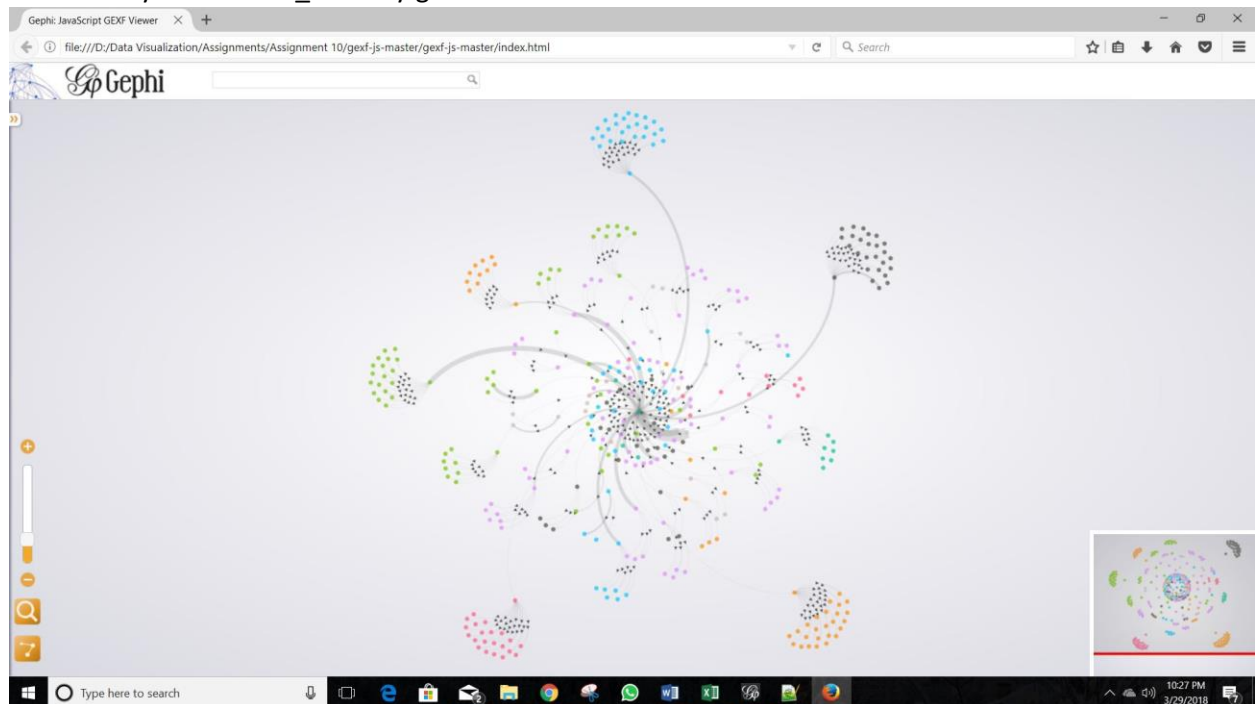 Gephi: JavaScript GEXF Viewer
file:///D:/Data Visualization/Assignments/Assignment 10/gexf-js-master/gexf-js-master/index.html
Search
Gephi
Type here to search
10:27 PM
3/29/2018